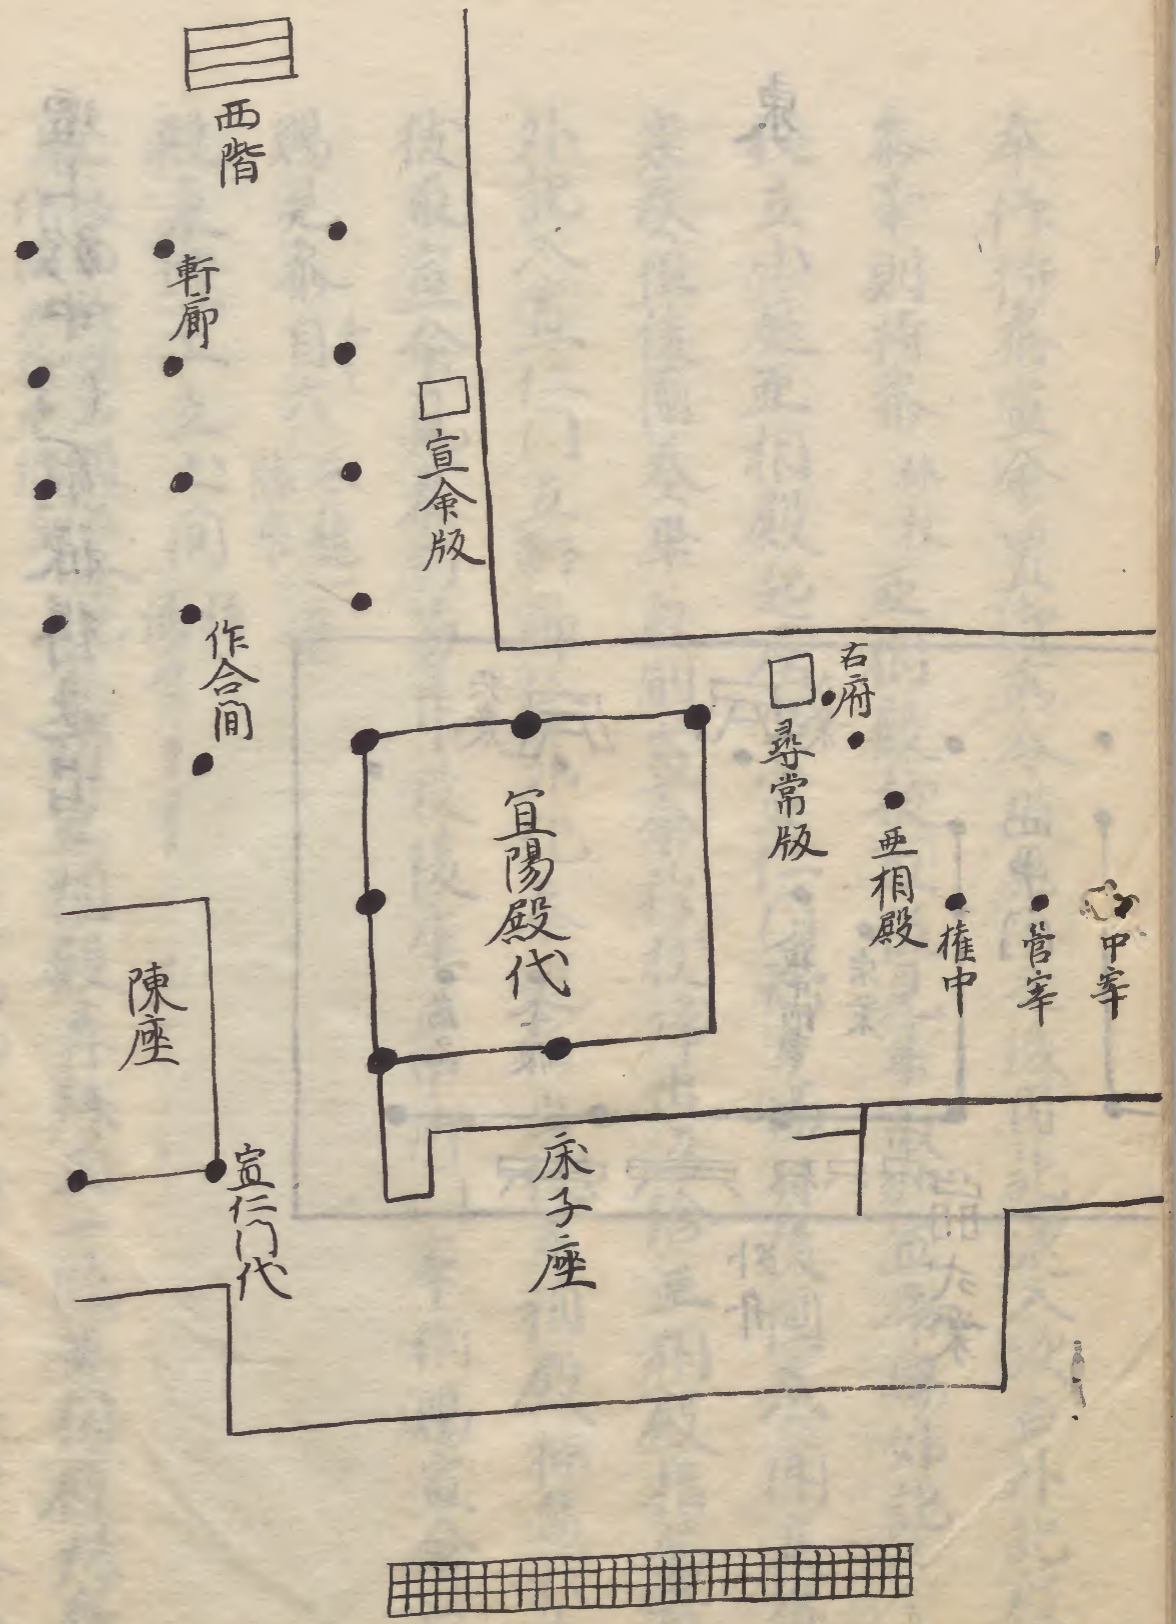 西階
軒廊
宣命版
作合間
右府
尋常版
亜相殿
権中
菅宰
中宰
宜陽殿代
陳座
宣仁門代
床子座